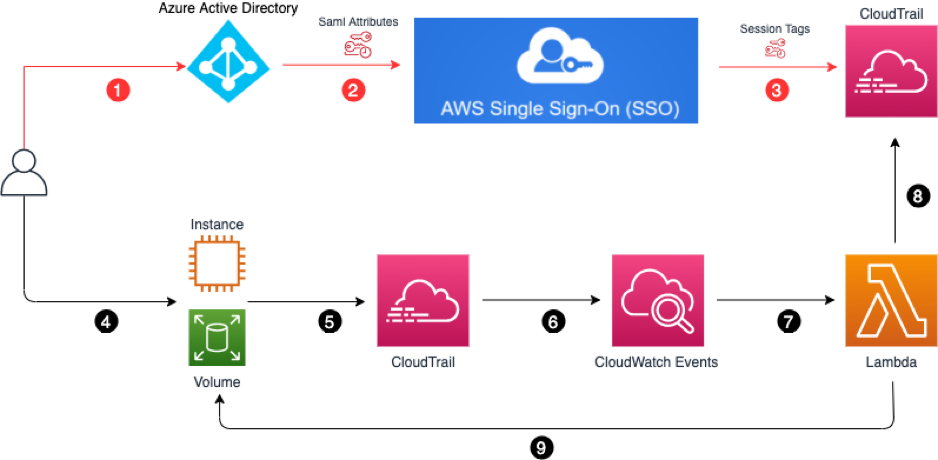 Azure Active Directory
Saml Attributes
Session Tags
CloudTrail
AWS Single Sign-On (SSO)
1
2
3
Instance
8
4
5
6
7
Volume
CloudTrail
CloudWatch Events
Lambda
9